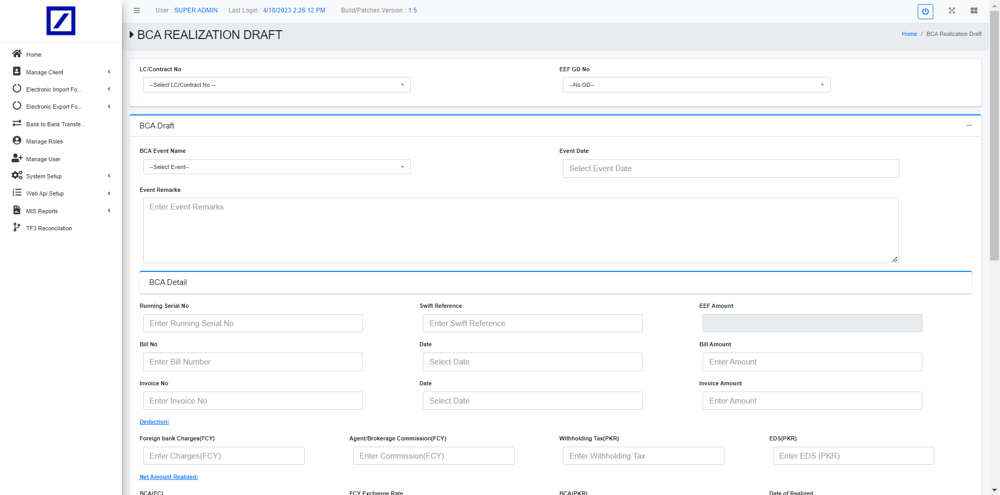 User : SUPER ADMIN Last Login : 4/18/2023 2:26:12 PM Build/Patches Version : 1.5
BCA REALIZATION DRAFT
Home / BCA Realization Draft
Home
Manage Client
Electronic Import Fo...
Electronic Export Fo...
Bank to Bank Transfe...
Manage Roles
Manage User
System Setup
Web Api Setup
MIS Reports
TF3 Reconcilation
LC/Contract No EEF GD No
--Select LC/Contract No -- --No GD--
BCA Draft
BCA Event Name Event Date
--Select Event-- Select Event Date
Event Remarks
Enter Event Remarks
BCA Detail
Running Serial No Swift Reference EEF Amount
Enter Running Serial No Enter Swift Reference
Bill No Date Bill Amount
Enter Bill Number Select Date Enter Amount
Invoice No Date Invoice Amount
Enter Invoice No Select Date Enter Amount
Deduction:
Foreign bank Charges(FCY) Agent/Brokerage Commission(FCY) Withholding Tax(PKR) EDS(PKR)
Enter Charges(FCY) Enter Commission(FCY) Enter Withholding Tax Enter EDS (PKR)
Net Amount Realized:
BCA(FC) FCY Exchange Rate BCA(PKR) Date of Realized